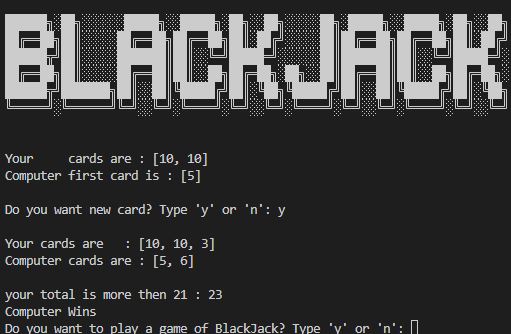 BLACKJACK
Your     cards are : [10, 10]
Computer first card is : [5]
Do you want new card? Type 'y' or 'n': y
Your cards are   : [10, 10, 3]
Computer cards are : [5, 6]
your total is more then 21 : 23
Computer Wins
Do you want to play a game of BlackJack? Type 'y' or 'n':